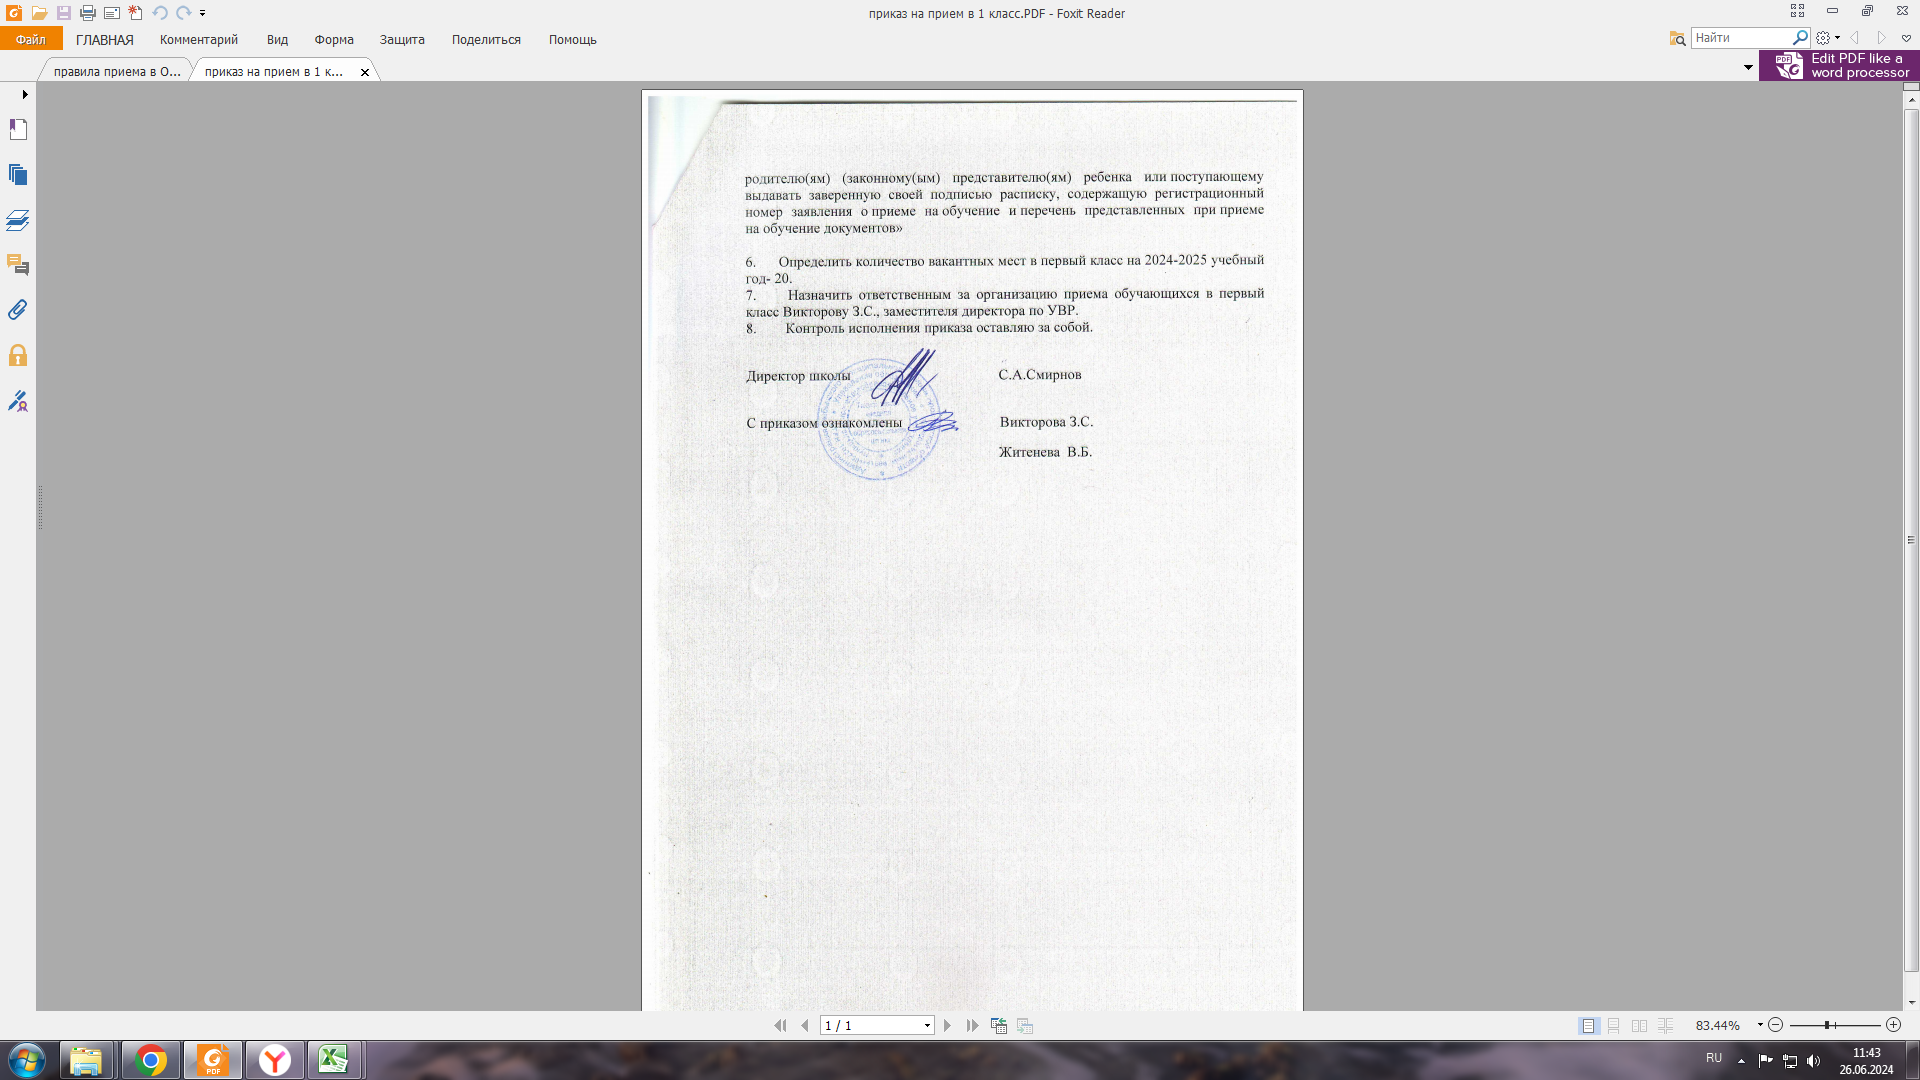 приказ на прием в 1 класс.PDF - Foxit Reader
Файл ГЛАВНАЯ Комментарий Вид Форма Защита Поделиться Помощь
Найти
правила приема в О... приказ на прием в 1 к...
Edit PDF like a
word processor
родителю(ям) (законному(ым) представителю(ям) ребенка или поступающему
выдавать заверенную своей подписью расписку, содержащую регистрационный
номер заявления о приеме на обучение и перечень представленных при приеме
на обучение документов»
6. Определить количество вакантных мест в первый класс на 2024-2025 учебный
год- 20.
7. Назначить ответственным за организацию приема обучающихся в первый
класс Викторову З.С., заместителя директора по УВР.
8. Контроль исполнения приказа оставляю за собой.
Директор школы С.А.Смирнов
С приказом ознакомлены Викторова З.С.
Житенева В.Б.
1 / 1
83.44%
RU
11:43
26.06.2024